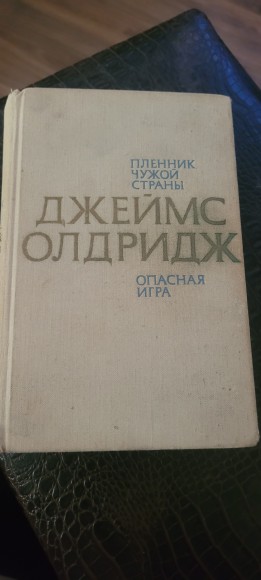 ПЛЕННИК
ЧУЖОЙ
СТРАНЫ
ДЖЕЙМС
ОЛДРИДЖ
ОПАСНАЯ
ИГРА